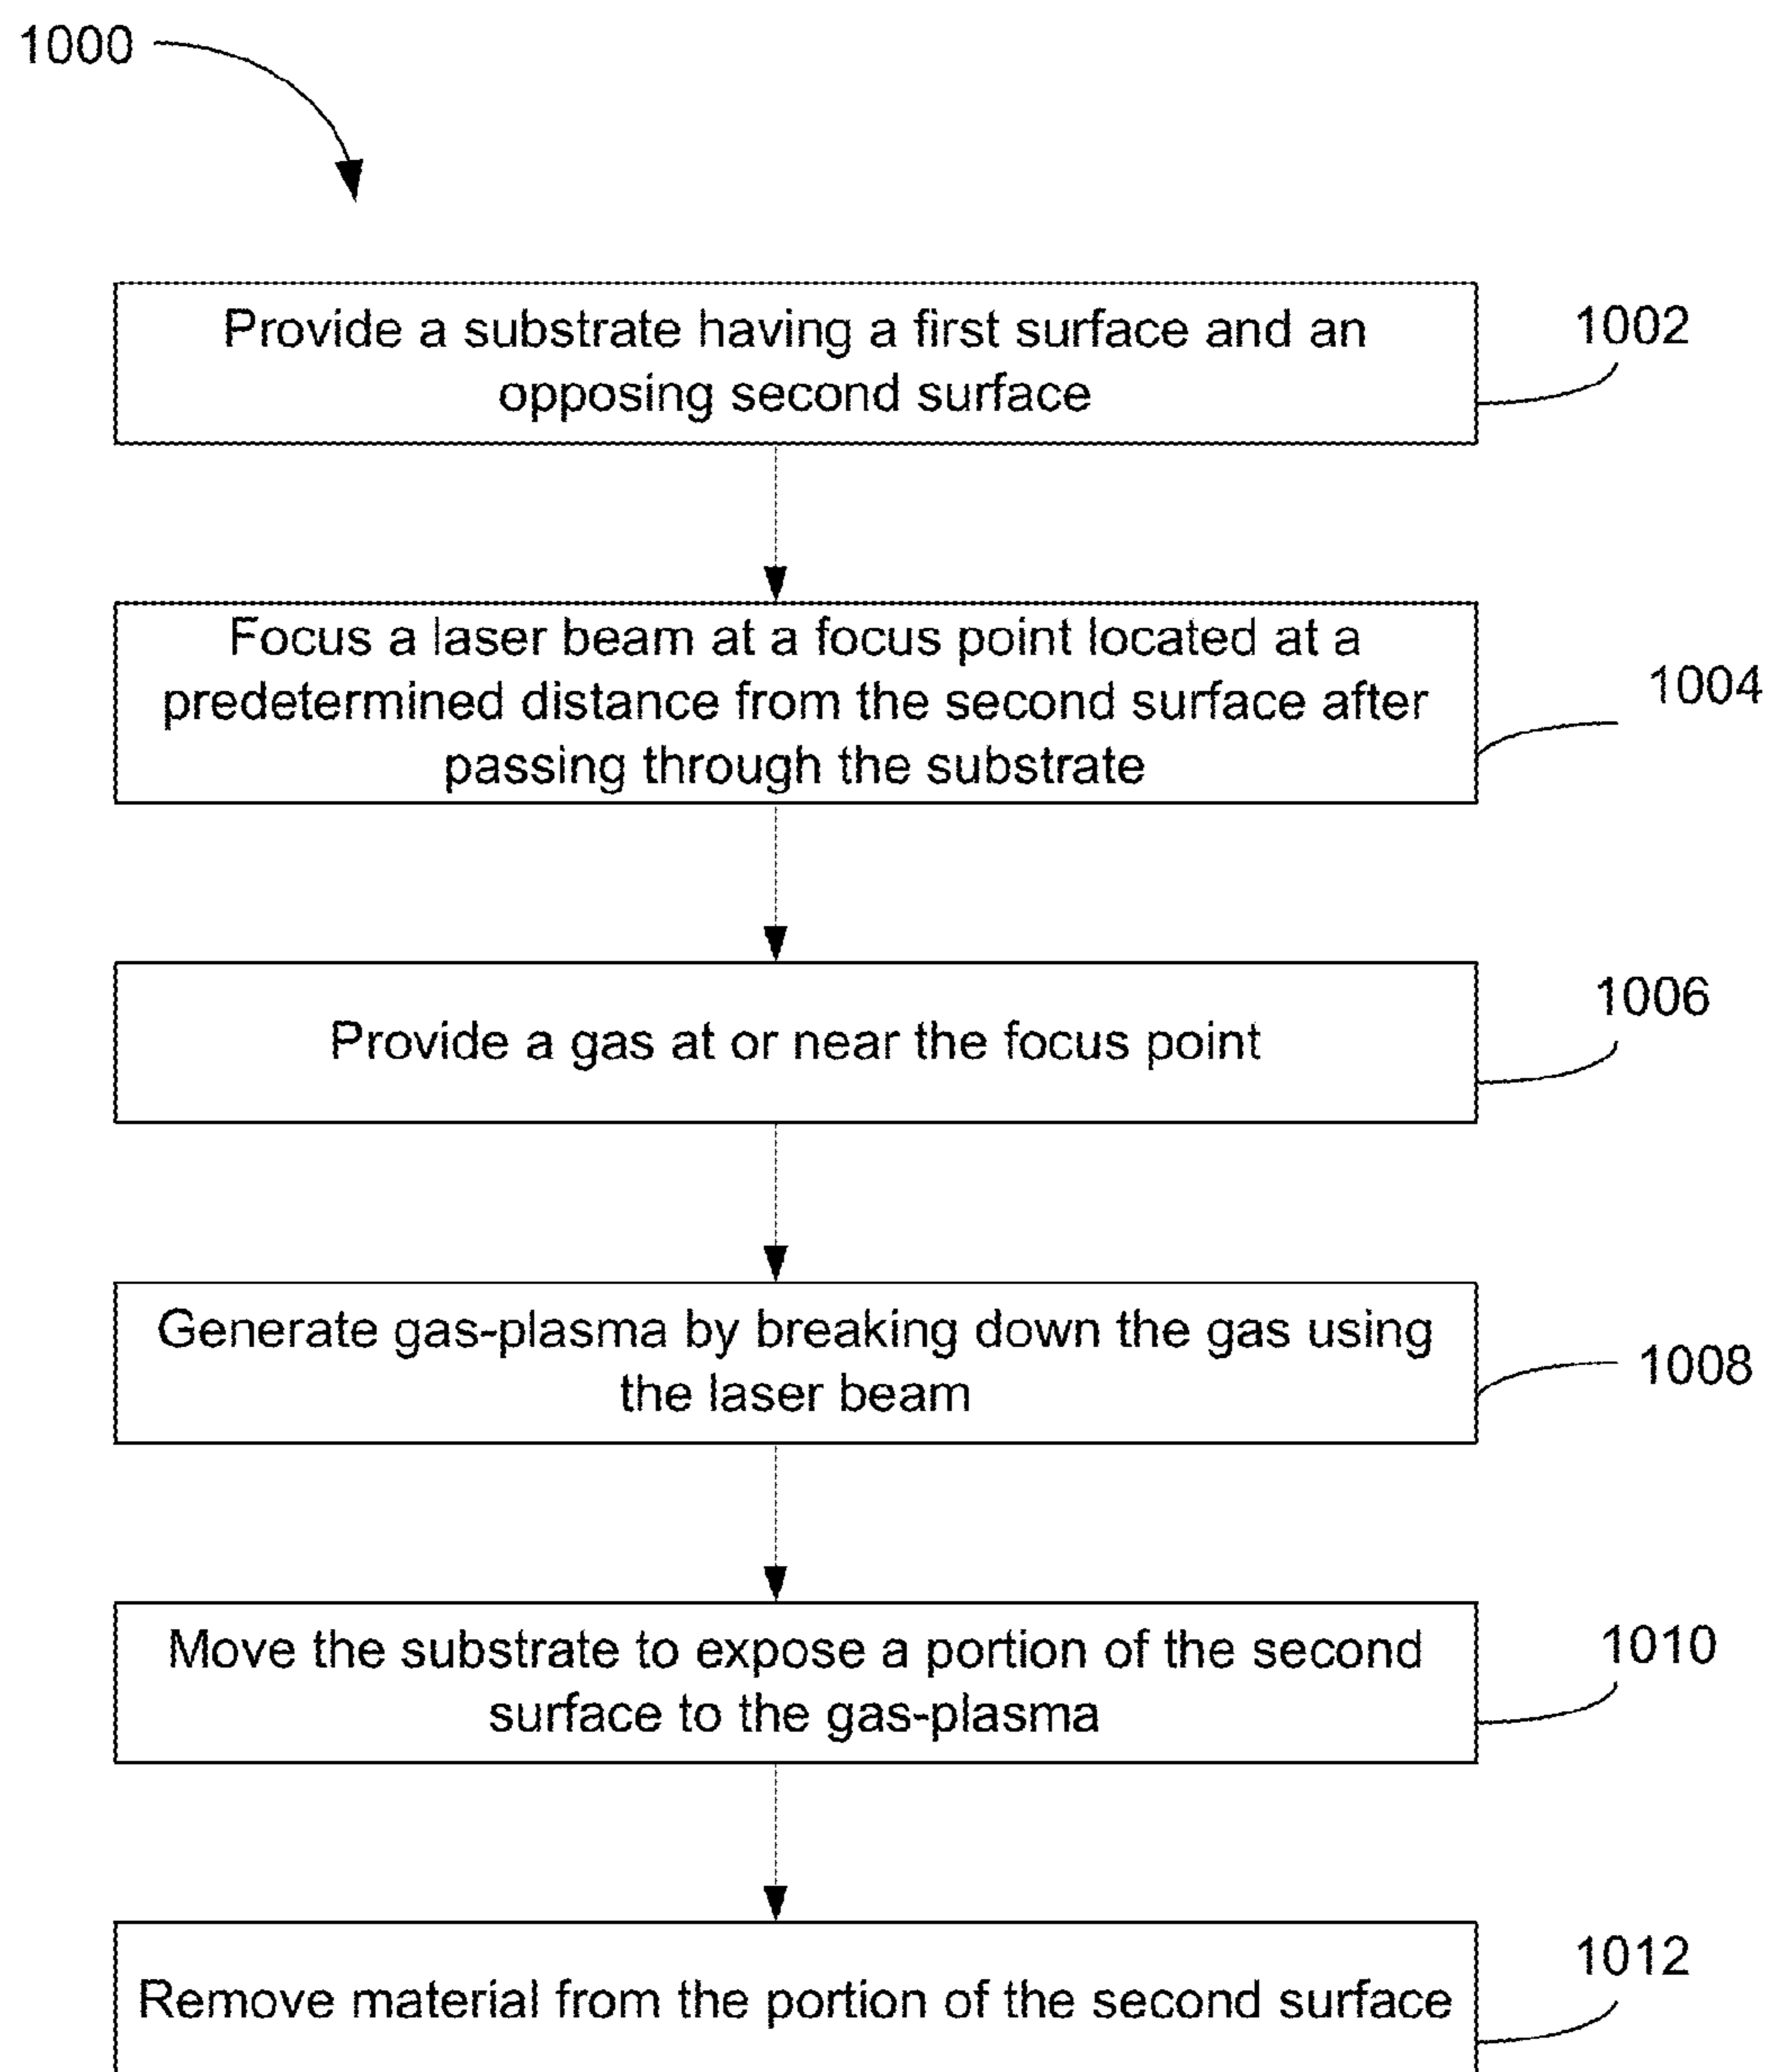 1000
Provide a substrate having a first surface and an
opposing second surface
1002
Focus a laser beam at a focus point located at a
predetermined distance from the second surface after
passing through the substrate
1004
Provide a gas at or near the focus point
1006
Generate gas-plasma by breaking down the gas using
the laser beam
1008
Move the substrate to expose a portion of the second
surface to the gas-plasma
1010
Remove material from the portion of the second surface
1012